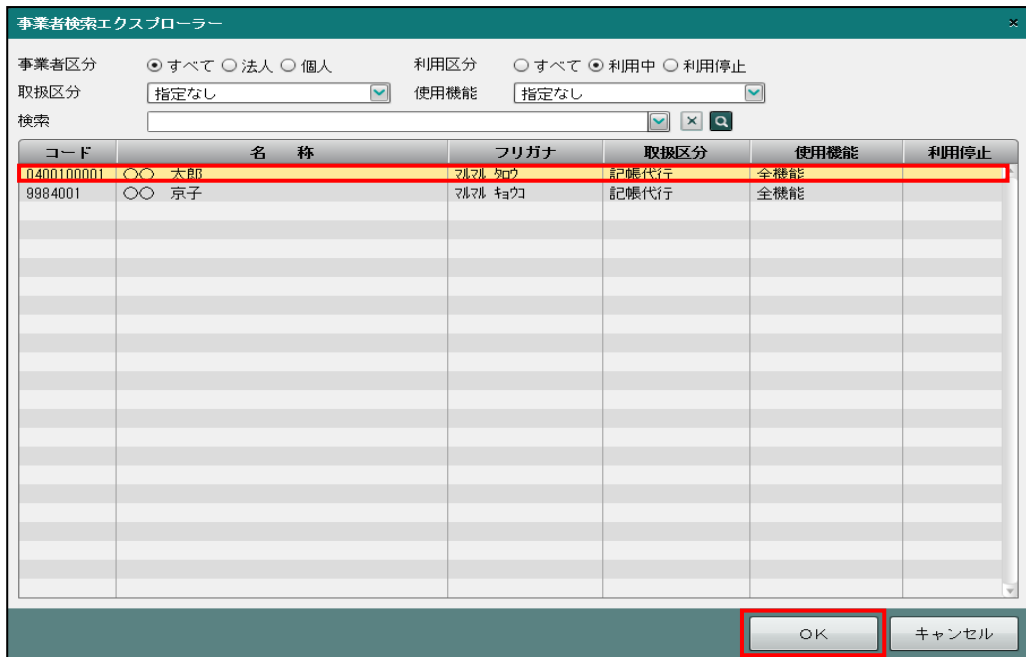 事業者検索エクスプローラー ×
事業者区分 すべて 法人 個人 利用区分 すべて 利用中 利用停止
取扱区分 指定なし 使用機能 指定なし
検索
コード 名 称 フリガナ 取扱区分 使用機能 利用停止
0400100001 ○○ 太郎 ﾏﾙﾏﾙ ﾀﾛｳ 記帳代行 全機能
9984001 ○○ 京子 ﾏﾙﾏﾙ ｷｮｳｺ 記帳代行 全機能
OK キャンセル